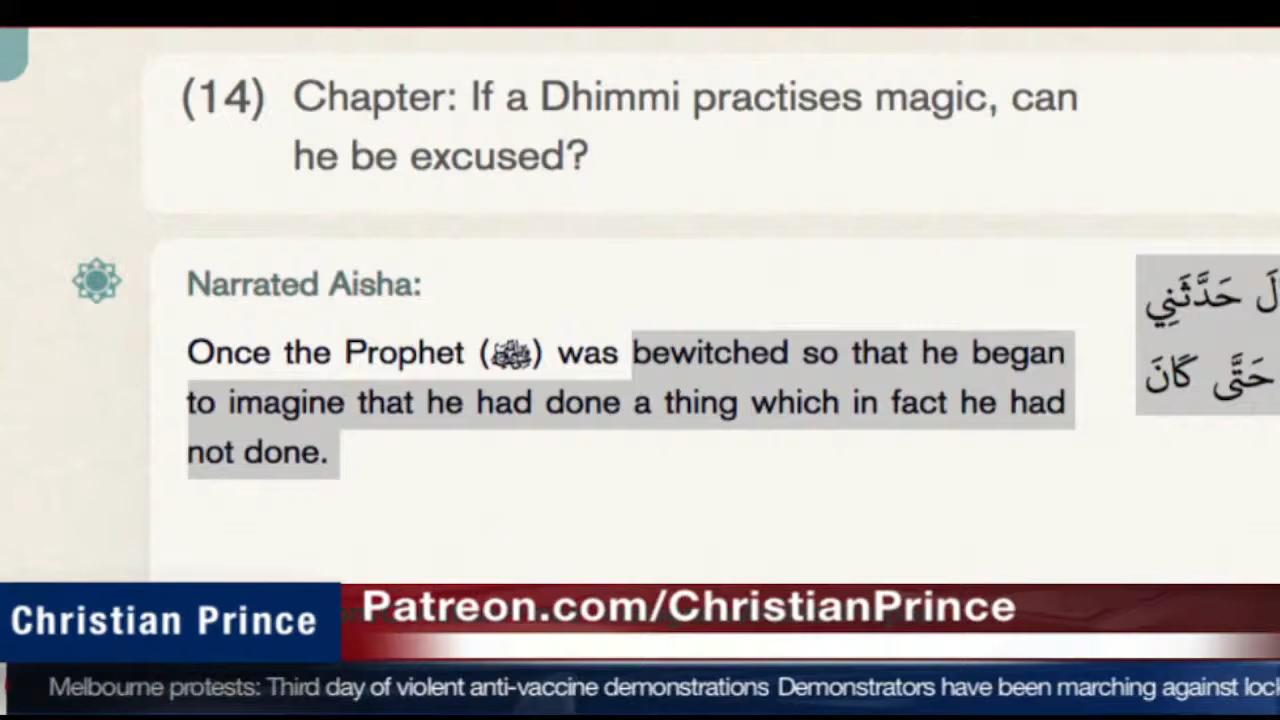 (14) Chapter: If a Dhimmi practises magic, can
he be excused?
Narrated Aisha:
Once the Prophet (ﷺ) was bewitched so that he began
to imagine that he had done a thing which in fact he had
not done.
لَ حَدَّثَنِي
حَتَّى كَانَ
Christian Prince
Patreon.com/ChristianPrince
Melbourne protests: Third day of violent anti-vaccine demonstrations Demonstrators have been marching against lock